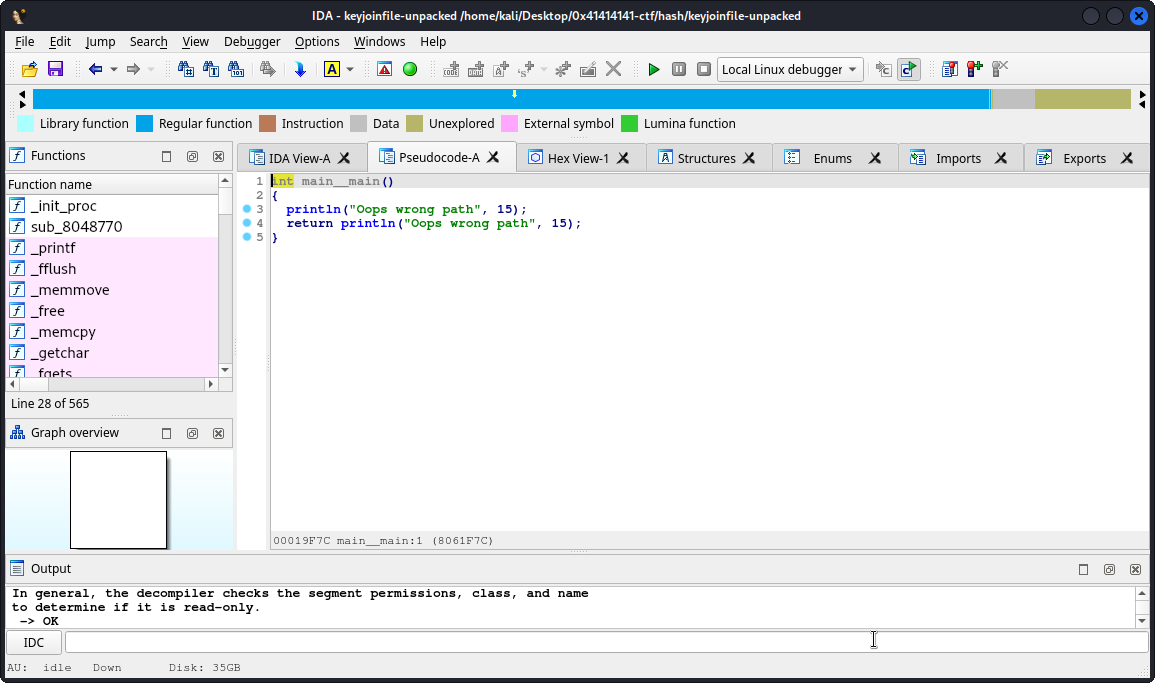 IDA - keyjoinfile-unpacked /home/kali/Desktop/0x41414141-ctf/hash/keyjoinfile-unpacked
File Edit Jump Search View Debugger Options Windows Help
Local Linux debugger
Library function Regular function Instruction Data Unexplored External symbol Lumina function
Functions
IDA View-A Pseudocode-A Hex View-1 Structures Enums Imports Exports
Function name
_init_proc
sub_8048770
_printf
_fflush
_memmove
_free
_memcpy
_getchar
_fgets
Line 28 of 565
Graph overview
1 int main__main()
2 {
3 println("Oops wrong path", 15);
4 return println("Oops wrong path", 15);
5 }
00019F7C main__main:1 (8061F7C)
Output
In general, the decompiler checks the segment permissions, class, and name
to determine if it is read-only.
-> OK
IDC
AU: idle Down Disk: 35GB